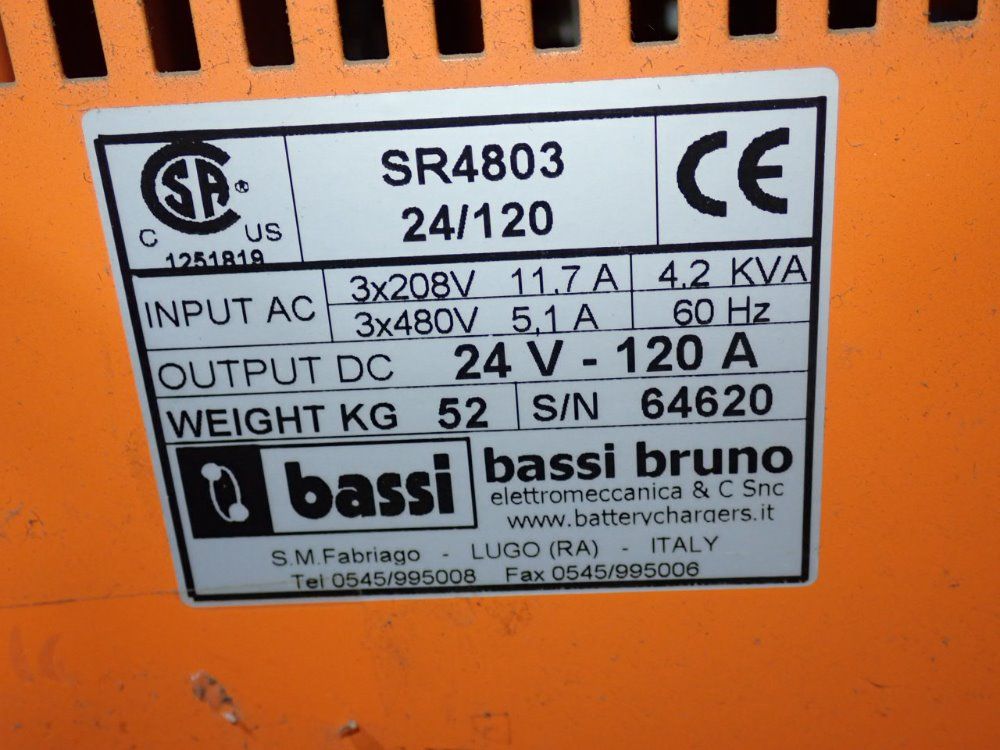 CSA®
C US
1251819
SR4803
24/120
CE
INPUT AC 3x208V 11,7 A 4,2 KVA
3x480V 5,1 A 60 Hz
OUTPUT DC 24 V - 120 A
WEIGHT KG 52 S/N 64620
bassi
bassi bruno
elettromeccanica & C Snc
www.batterychargers.it
S.M.Fabriago - LUGO (RA) - ITALY
Tel 0545/995008 Fax 0545/995006